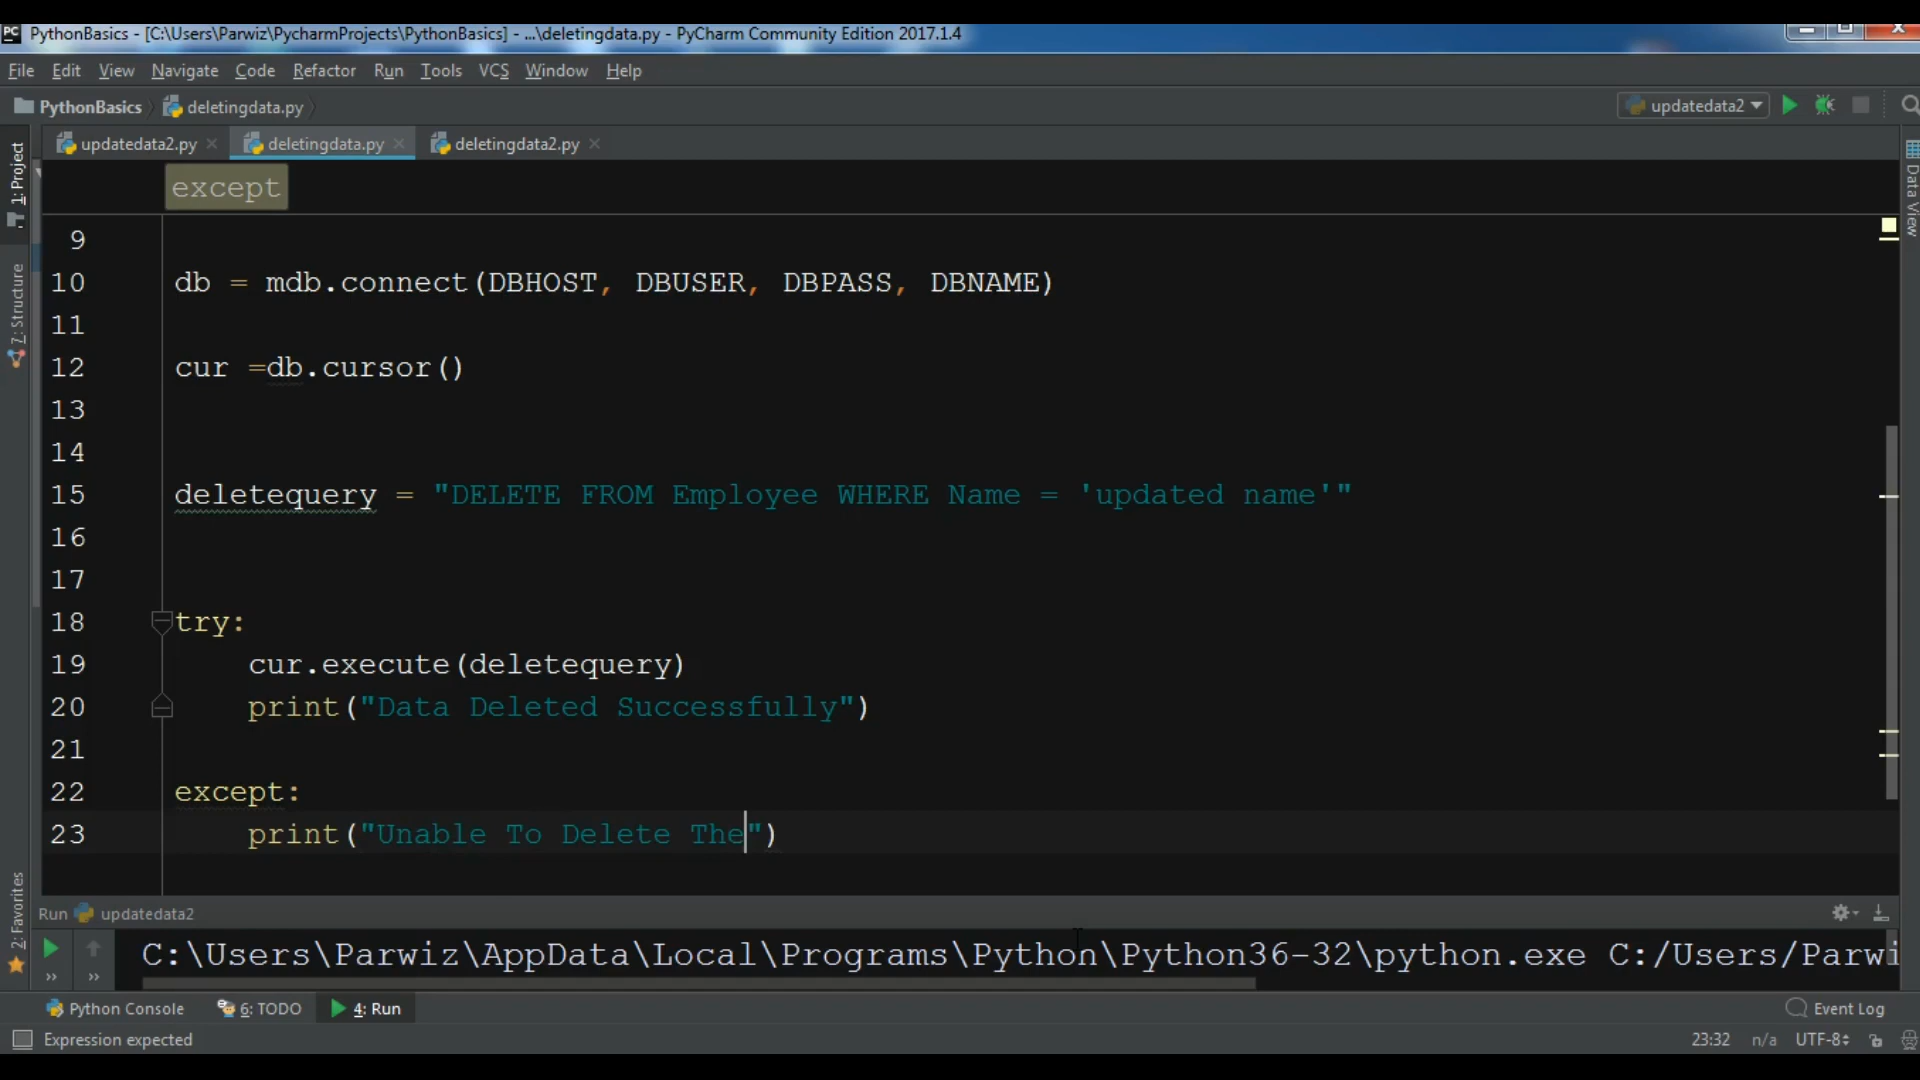 PC PythonBasics - [C:\Users\Parwiz\PycharmProjects\PythonBasics] - ...\deletingdata.py - PyCharm Community Edition 2017.1.4
File Edit View Navigate Code Refactor Run Tools VCS Window Help
PythonBasics deletingdata.py updatedata2
updatedata2.py deletingdata.py deletingdata2.py
1: Project
7: Structure
2: Favorites
Data View
except
9
10 db = mdb.connect(DBHOST, DBUSER, DBPASS, DBNAME)
11
12 cur =db.cursor()
13
14
15 deletequery = "DELETE FROM Employee WHERE Name = 'updated name'"
16
17
18 try:
19 cur.execute(deletequery)
20 print("Data Deleted Successfully")
21
22 except:
23 print("Unable To Delete The")
Run updatedata2
C:\Users\Parwiz\AppData\Local\Programs\Python\Python36-32\python.exe C:/Users/Parwi
Python Console 6: TODO 4: Run Event Log
Expression expected 23:32 n/a UTF-8